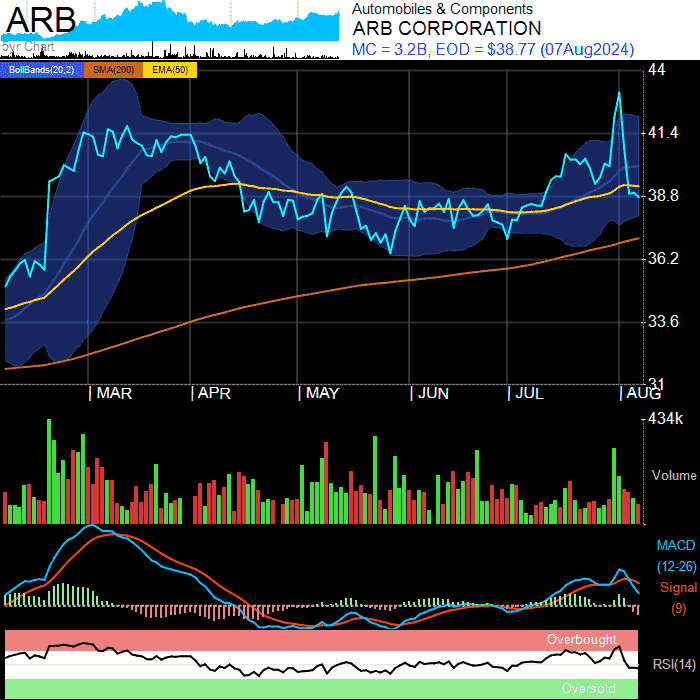 ARB
5yr Chart
Automobiles & Components
ARB CORPORATION
MC = 3.2B, EOD = $38.77 (07Aug2024)
BollBands(20,2) SMA(200) EMA(50)
44
41.4
38.8
36.2
33.6
31
MAR APR MAY JUN JUL AUG
434k
Volume
MACD
(12-26)
Signal
(9)
Overbought
RSI(14)
Oversold